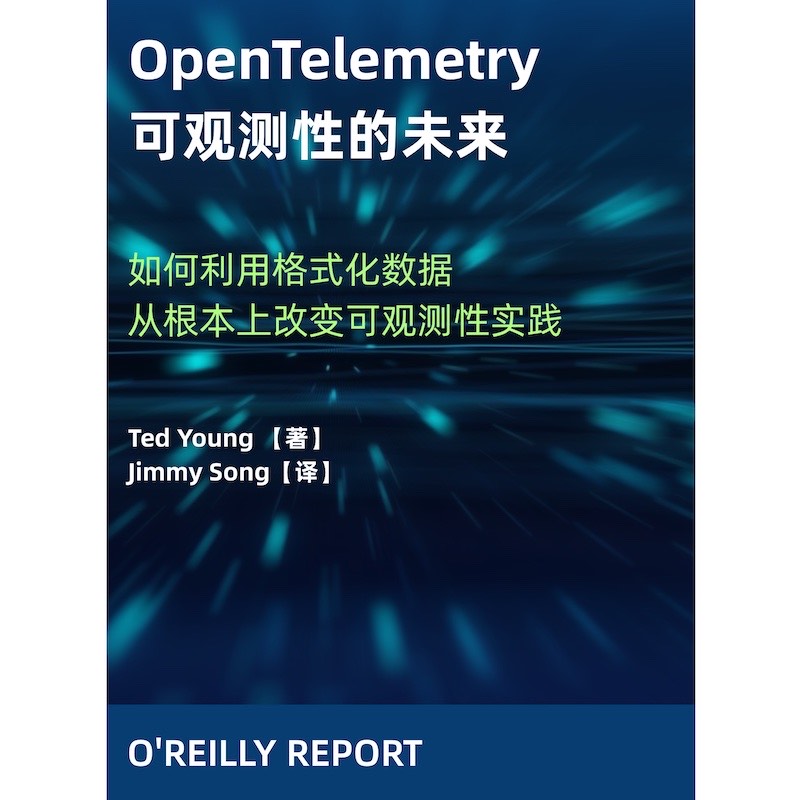 OpenTelemetry
可观测性的未来
如何利用格式化数据
从根本上改变可观测性实践
Ted Young 【著】
Jimmy Song【译】
O'REILLY REPORT